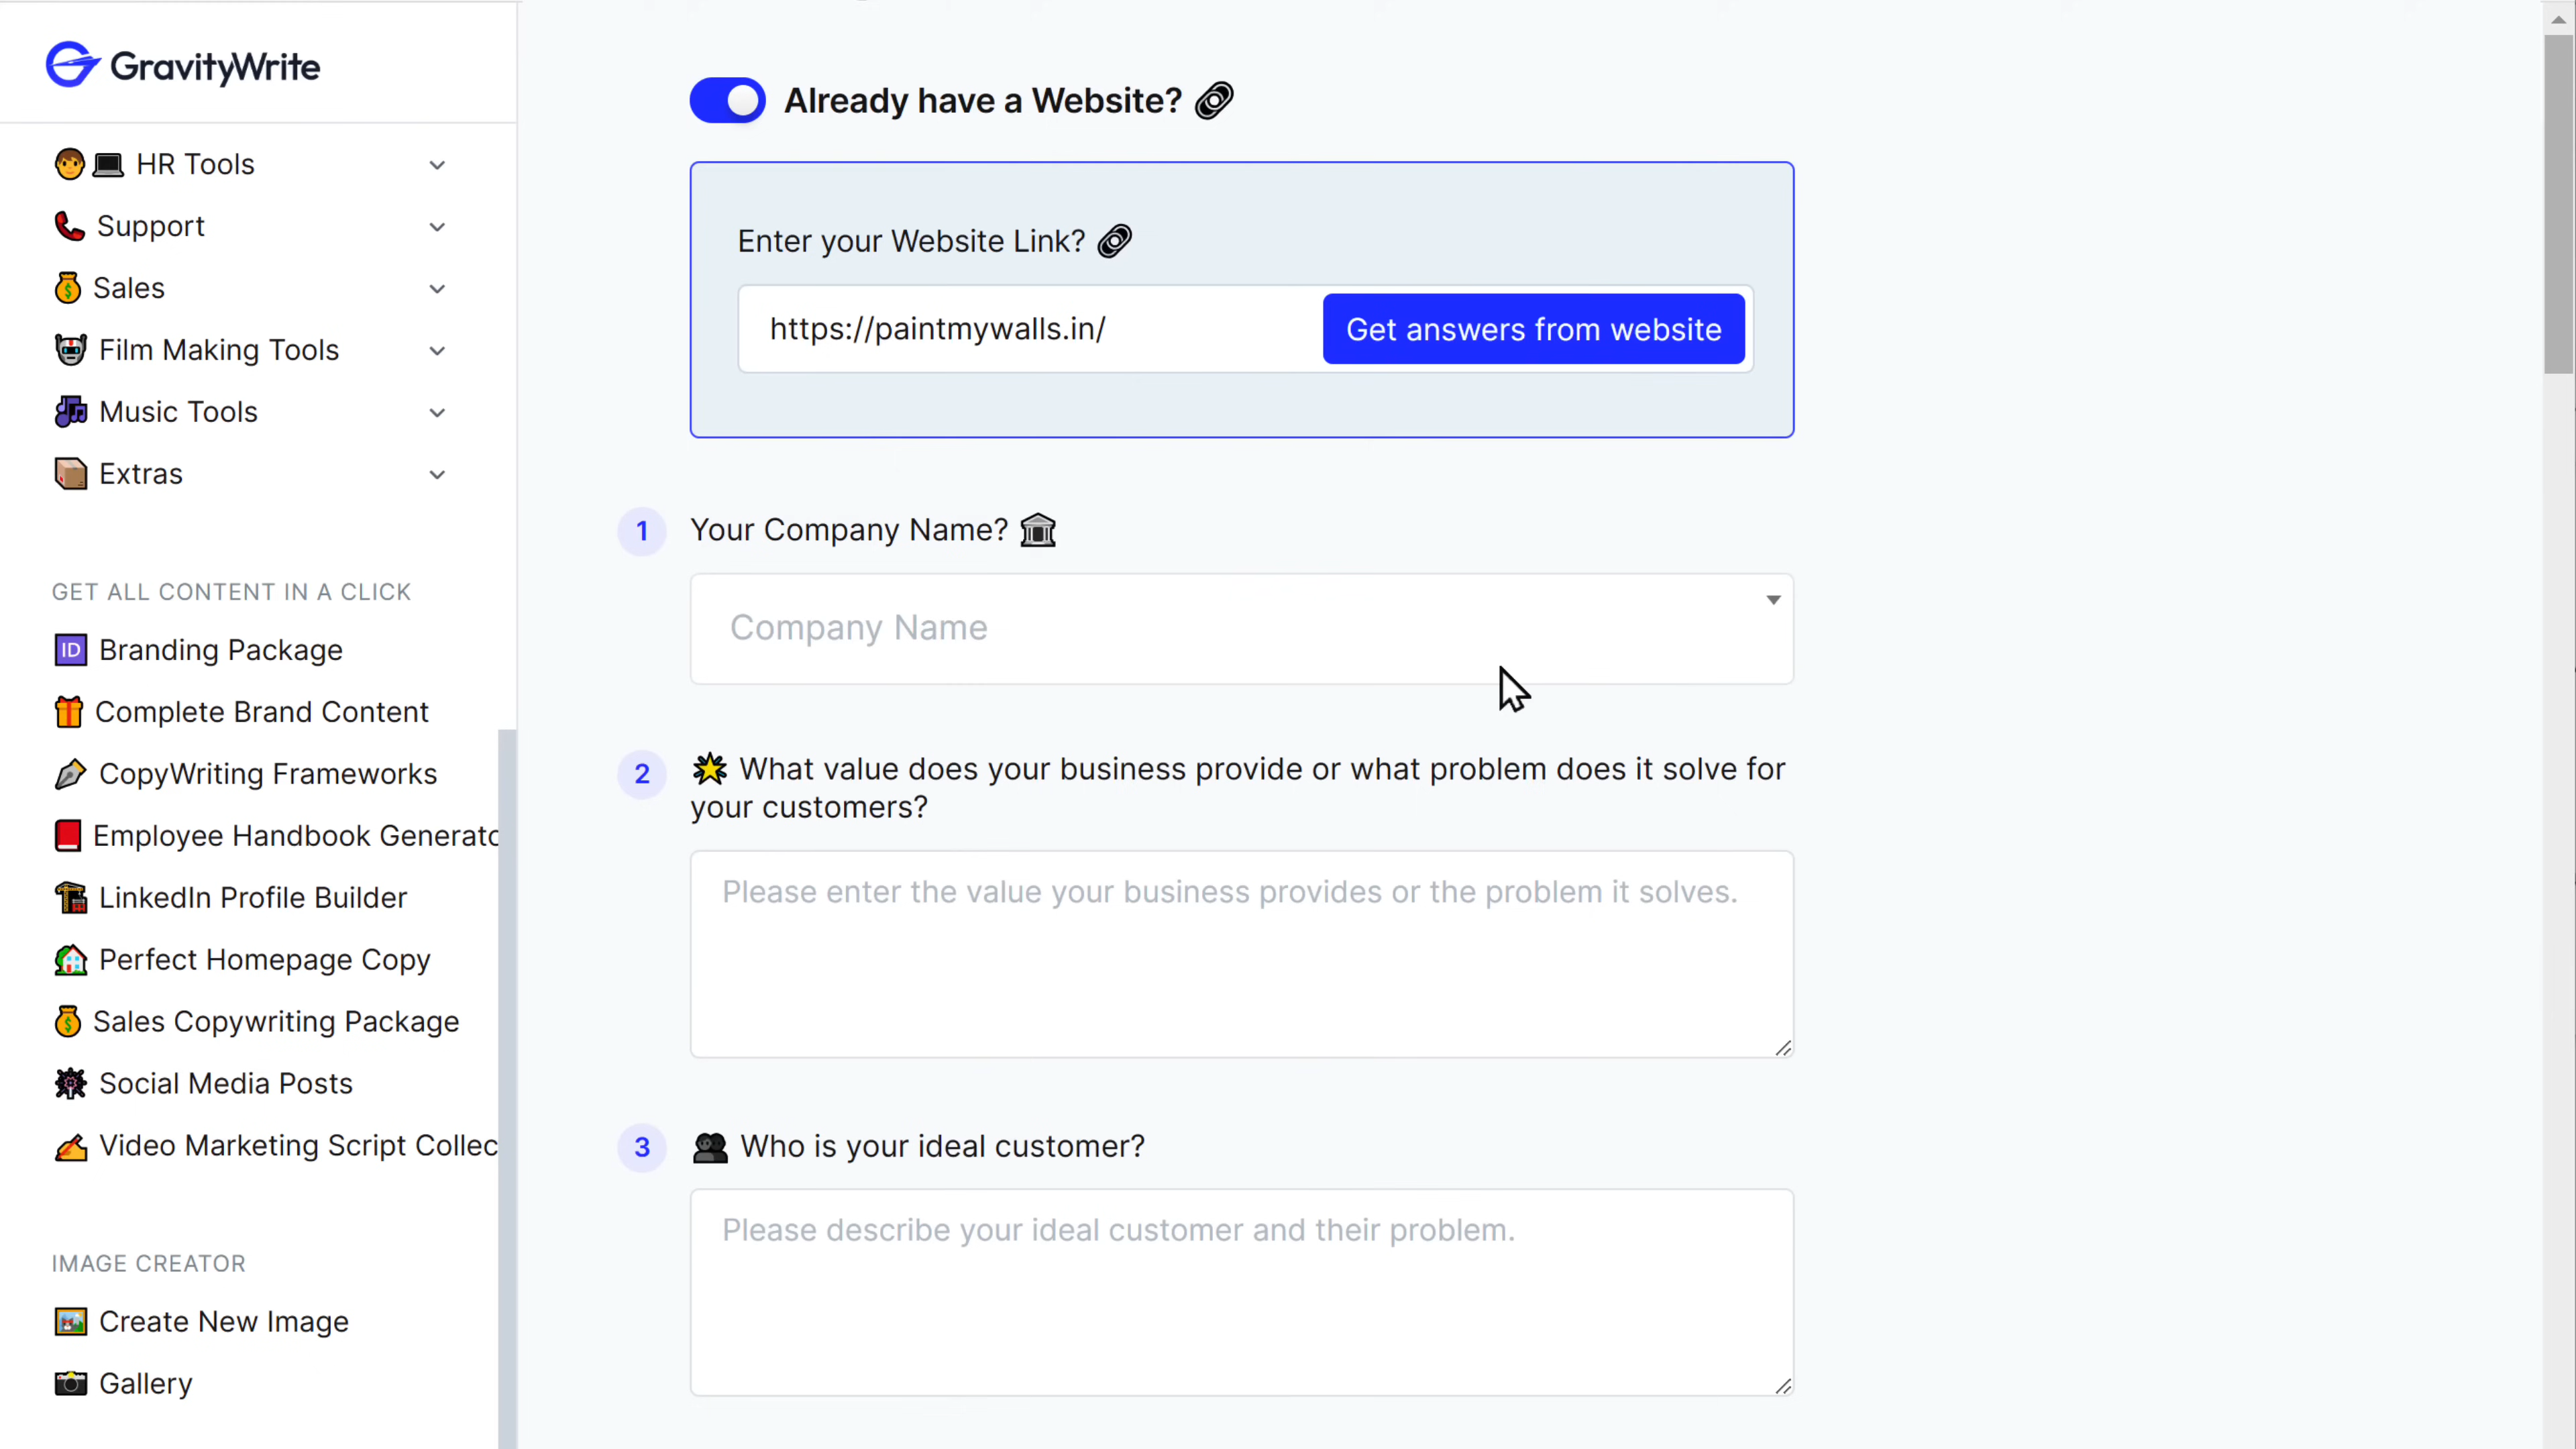 GravityWrite
HR Tools
Support
Sales
Film Making Tools
Music Tools
Extras
GET ALL CONTENT IN A CLICK
ID Branding Package
Complete Brand Content
CopyWriting Frameworks
Employee Handbook Generato
LinkedIn Profile Builder
Perfect Homepage Copy
Sales Copywriting Package
Social Media Posts
Video Marketing Script Collec
IMAGE CREATOR
Create New Image
Gallery
Already have a Website?
Enter your Website Link?
https://paintmywalls.in/
Get answers from website
1 Your Company Name?
Company Name
2 What value does your business provide or what problem does it solve for
your customers?
Please enter the value your business provides or the problem it solves.
3 Who is your ideal customer?
Please describe your ideal customer and their problem.